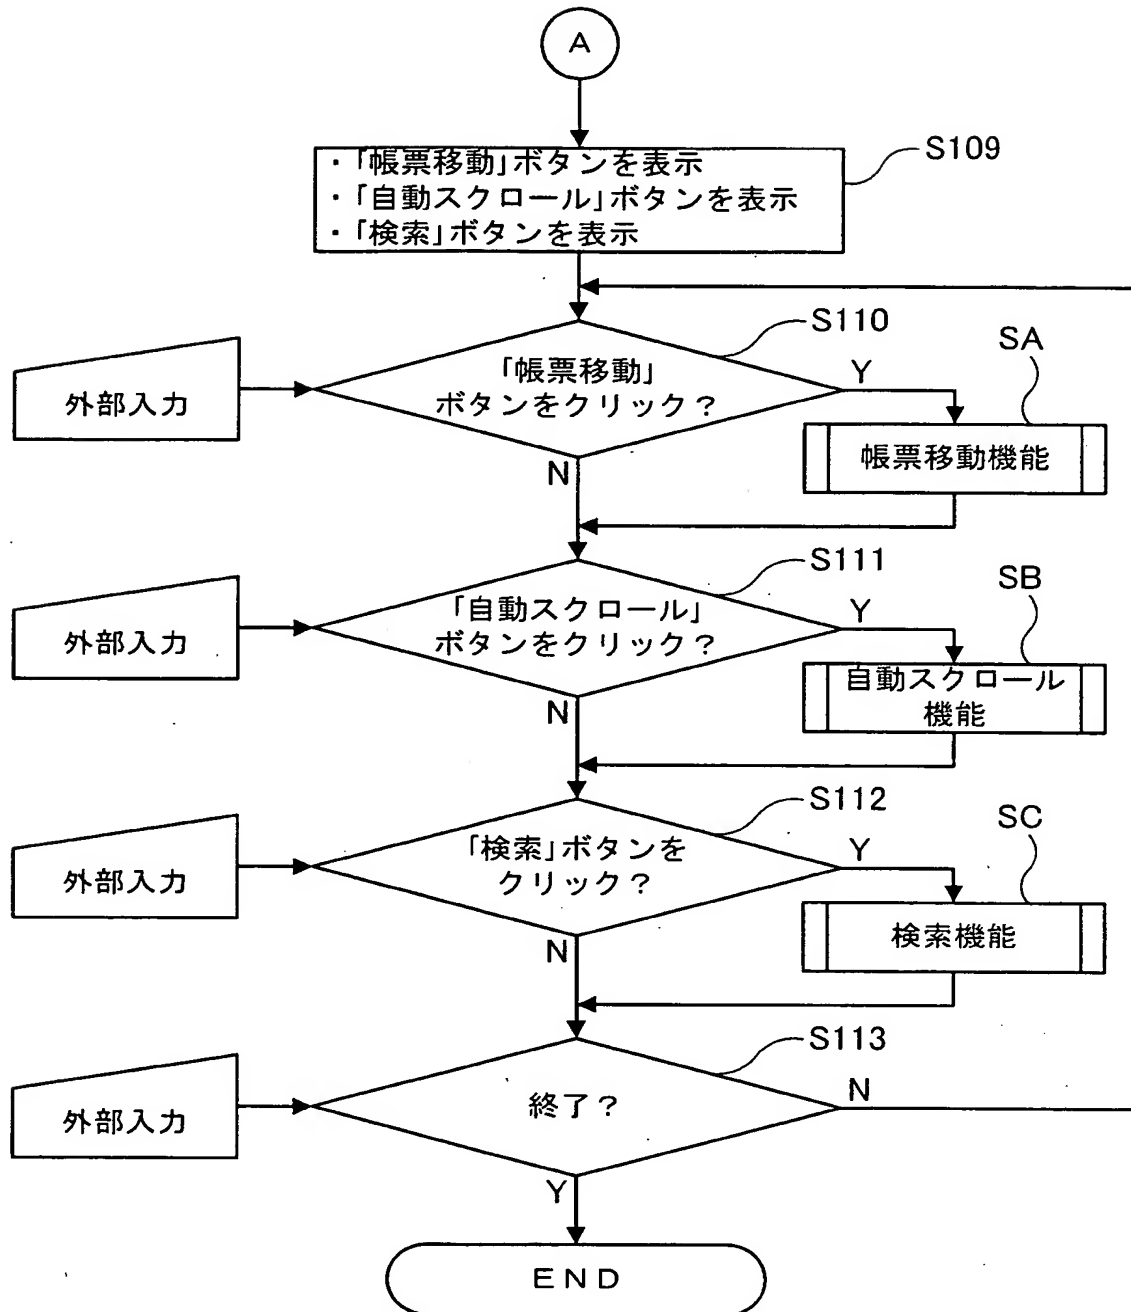 A
・「帳票移動」ボタンを表示
・「自動スクロール」ボタンを表示
・「検索」ボタンを表示
S109
S110
「帳票移動」
ボタンをクリック？
外部入力
Y
SA
帳票移動機能
N
S111
「自動スクロール」
ボタンをクリック？
外部入力
Y
SB
自動スクロール
機能
N
S112
「検索」ボタンを
クリック？
外部入力
Y
SC
検索機能
N
S113
終了？
外部入力
N
Y
END